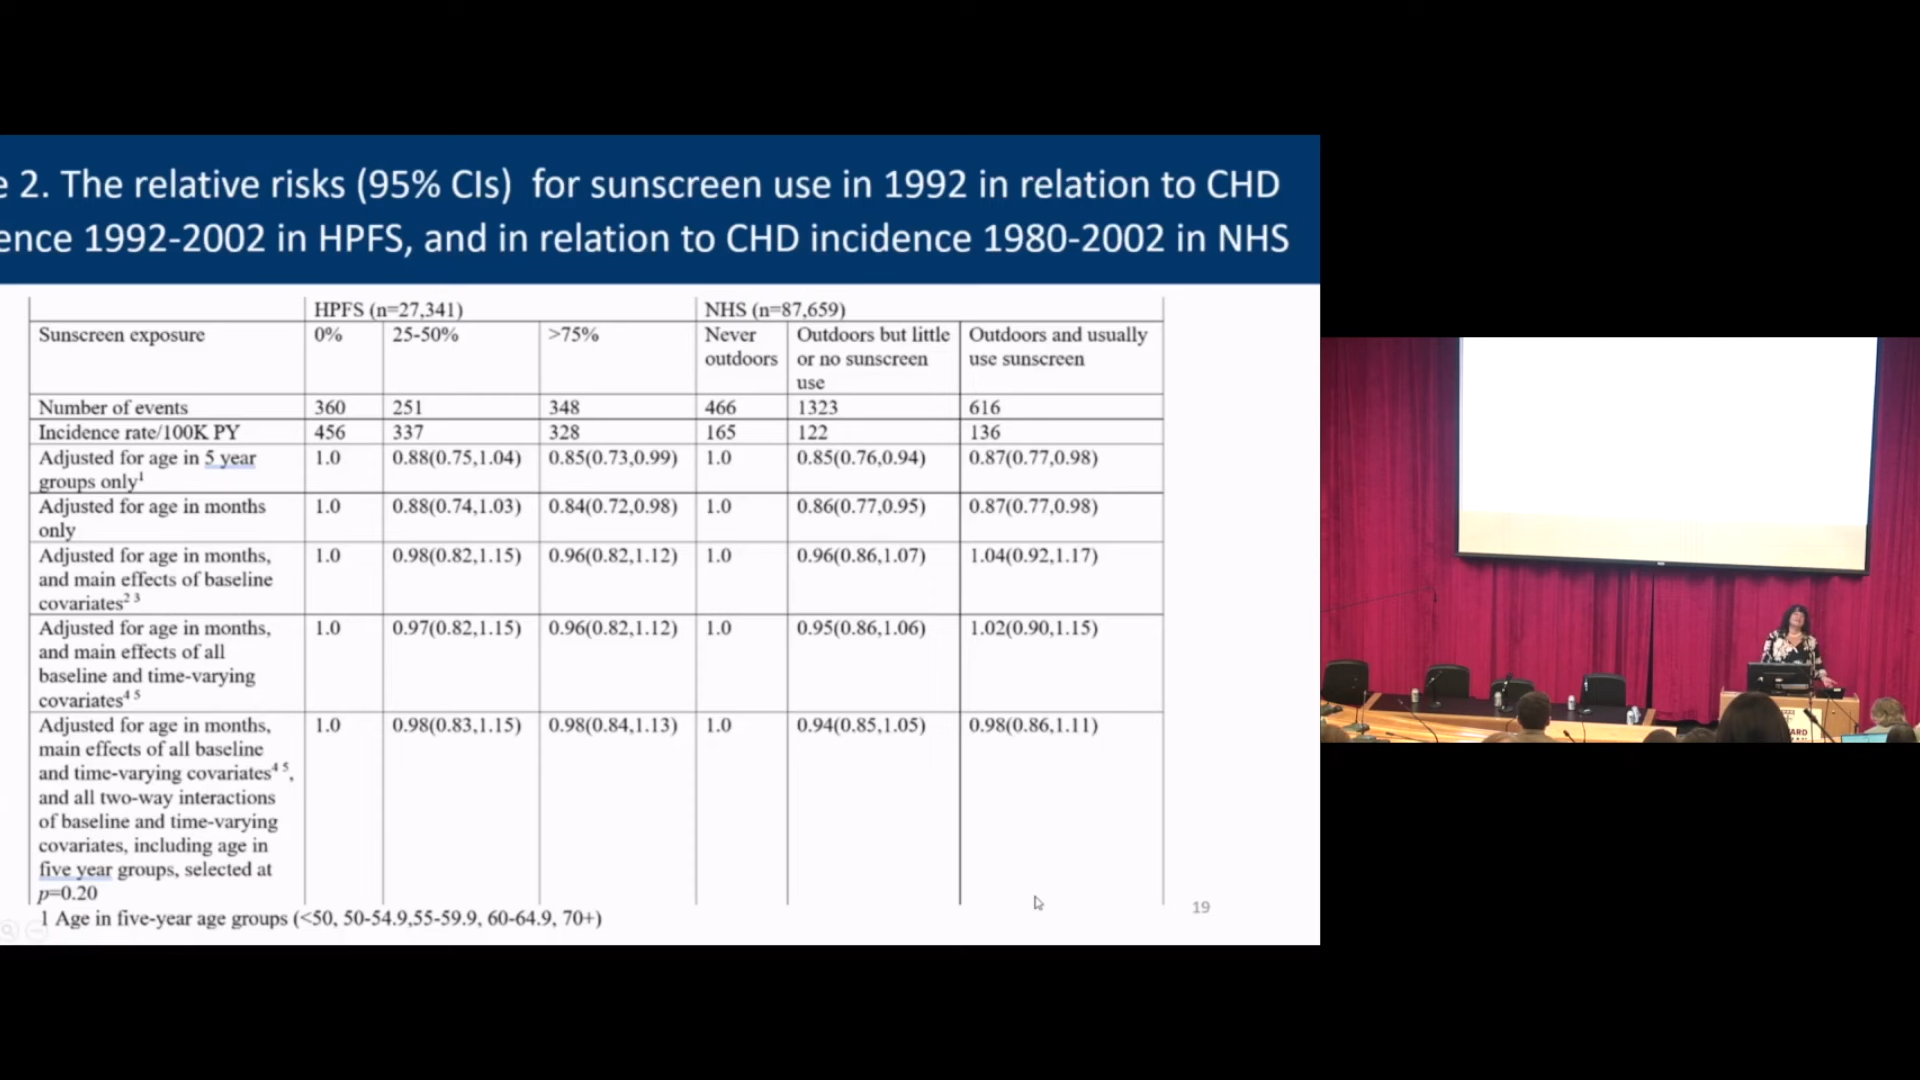 e 2. The relative risks (95% CIs) for sunscreen use in 1992 in relation to CHD
ence 1992-2002 in HPFS, and in relation to CHD incidence 1980-2002 in NHS
HPFS (n=27,341) NHS (n=87,659)
Sunscreen exposure 0% 25-50% >75% Never Outdoors but little Outdoors and usually
outdoors or no sunscreen use sunscreen
use
Number of events 360 251 348 466 1323 616
Incidence rate/100K PY 456 337 328 165 122 136
Adjusted for age in 5 year 1.0 0.88(0.75,1.04) 0.85(0.73,0.99) 1.0 0.85(0.76,0.94) 0.87(0.77,0.98)
groups only¹
Adjusted for age in months 1.0 0.88(0.74,1.03) 0.84(0.72,0.98) 1.0 0.86(0.77,0.95) 0.87(0.77,0.98)
only
Adjusted for age in months, 1.0 0.98(0.82,1.15) 0.96(0.82,1.12) 1.0 0.96(0.86,1.07) 1.04(0.92,1.17)
and main effects of baseline
covariates² ³
Adjusted for age in months, 1.0 0.97(0.82,1.15) 0.96(0.82,1.12) 1.0 0.95(0.86,1.06) 1.02(0.90,1.15)
and main effects of all
baseline and time-varying
covariates⁴ ⁵
Adjusted for age in months, 1.0 0.98(0.83,1.15) 0.98(0.84,1.13) 1.0 0.94(0.85,1.05) 0.98(0.86,1.11)
main effects of all baseline
and time-varying covariates⁴ ⁵,
and all two-way interactions
of baseline and time-varying
covariates, including age in
five year groups, selected at
p=0.20
1 Age in five-year age groups (<50, 50-54.9,55-59.9, 60-64.9, 70+)
19
ARD